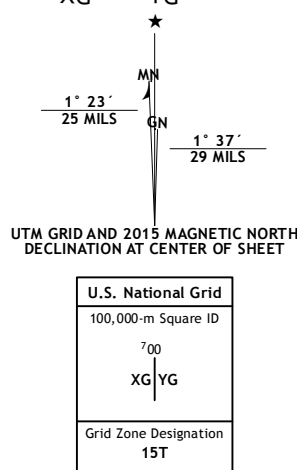 XG YG
★
MN
1° 23´
25 MILS
GN
1° 37´
29 MILS
UTM GRID AND 2015 MAGNETIC NORTH
DECLINATION AT CENTER OF SHEET
U.S. National Grid
100,000-m Square ID
⁷00
XG YG
Grid Zone Designation
15T